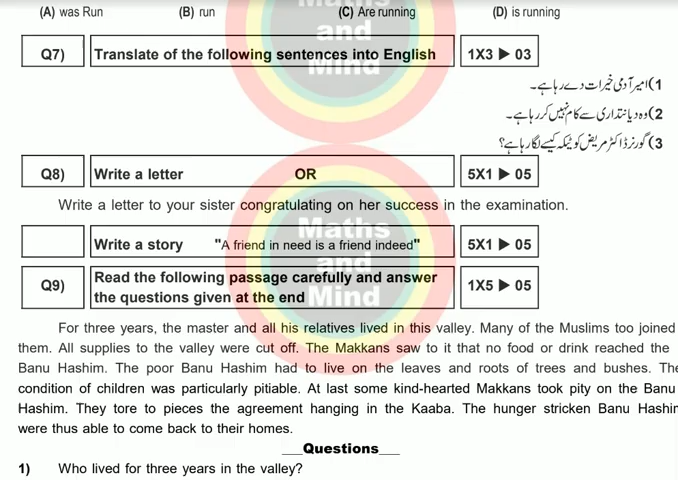 (A) was Run (B) run (C) Are running (D) is running
Q7) Translate of the following sentences into English 1X3 ▶ 03
1) امیر آدمی خیرات دے رہا ہے۔
2) وہ دیانتداری سے کام نہیں کر رہا ہے۔
3) گورنر ڈاکٹر مریض کو ٹیکہ کیسے لگا رہا ہے؟
Q8) Write a letter OR 5X1 ▶ 05
Write a letter to your sister congratulating on her success in the examination.
Write a story "A friend in need is a friend indeed" 5X1 ▶ 05
Q9) Read the following passage carefully and answer
the questions given at the end 1X5 ▶ 05
For three years, the master and all his relatives lived in this valley. Many of the Muslims too joined
them. All supplies to the valley were cut off. The Makkans saw to it that no food or drink reached the
Banu Hashim. The poor Banu Hashim had to live on the leaves and roots of trees and bushes. The
condition of children was particularly pitiable. At last some kind-hearted Makkans took pity on the Banu
Hashim. They tore to pieces the agreement hanging in the Kaaba. The hunger stricken Banu Hashim
were thus able to come back to their homes.
___Questions___
1) Who lived for three years in the valley?
Maths
and
Mind
Maths
and
Mind